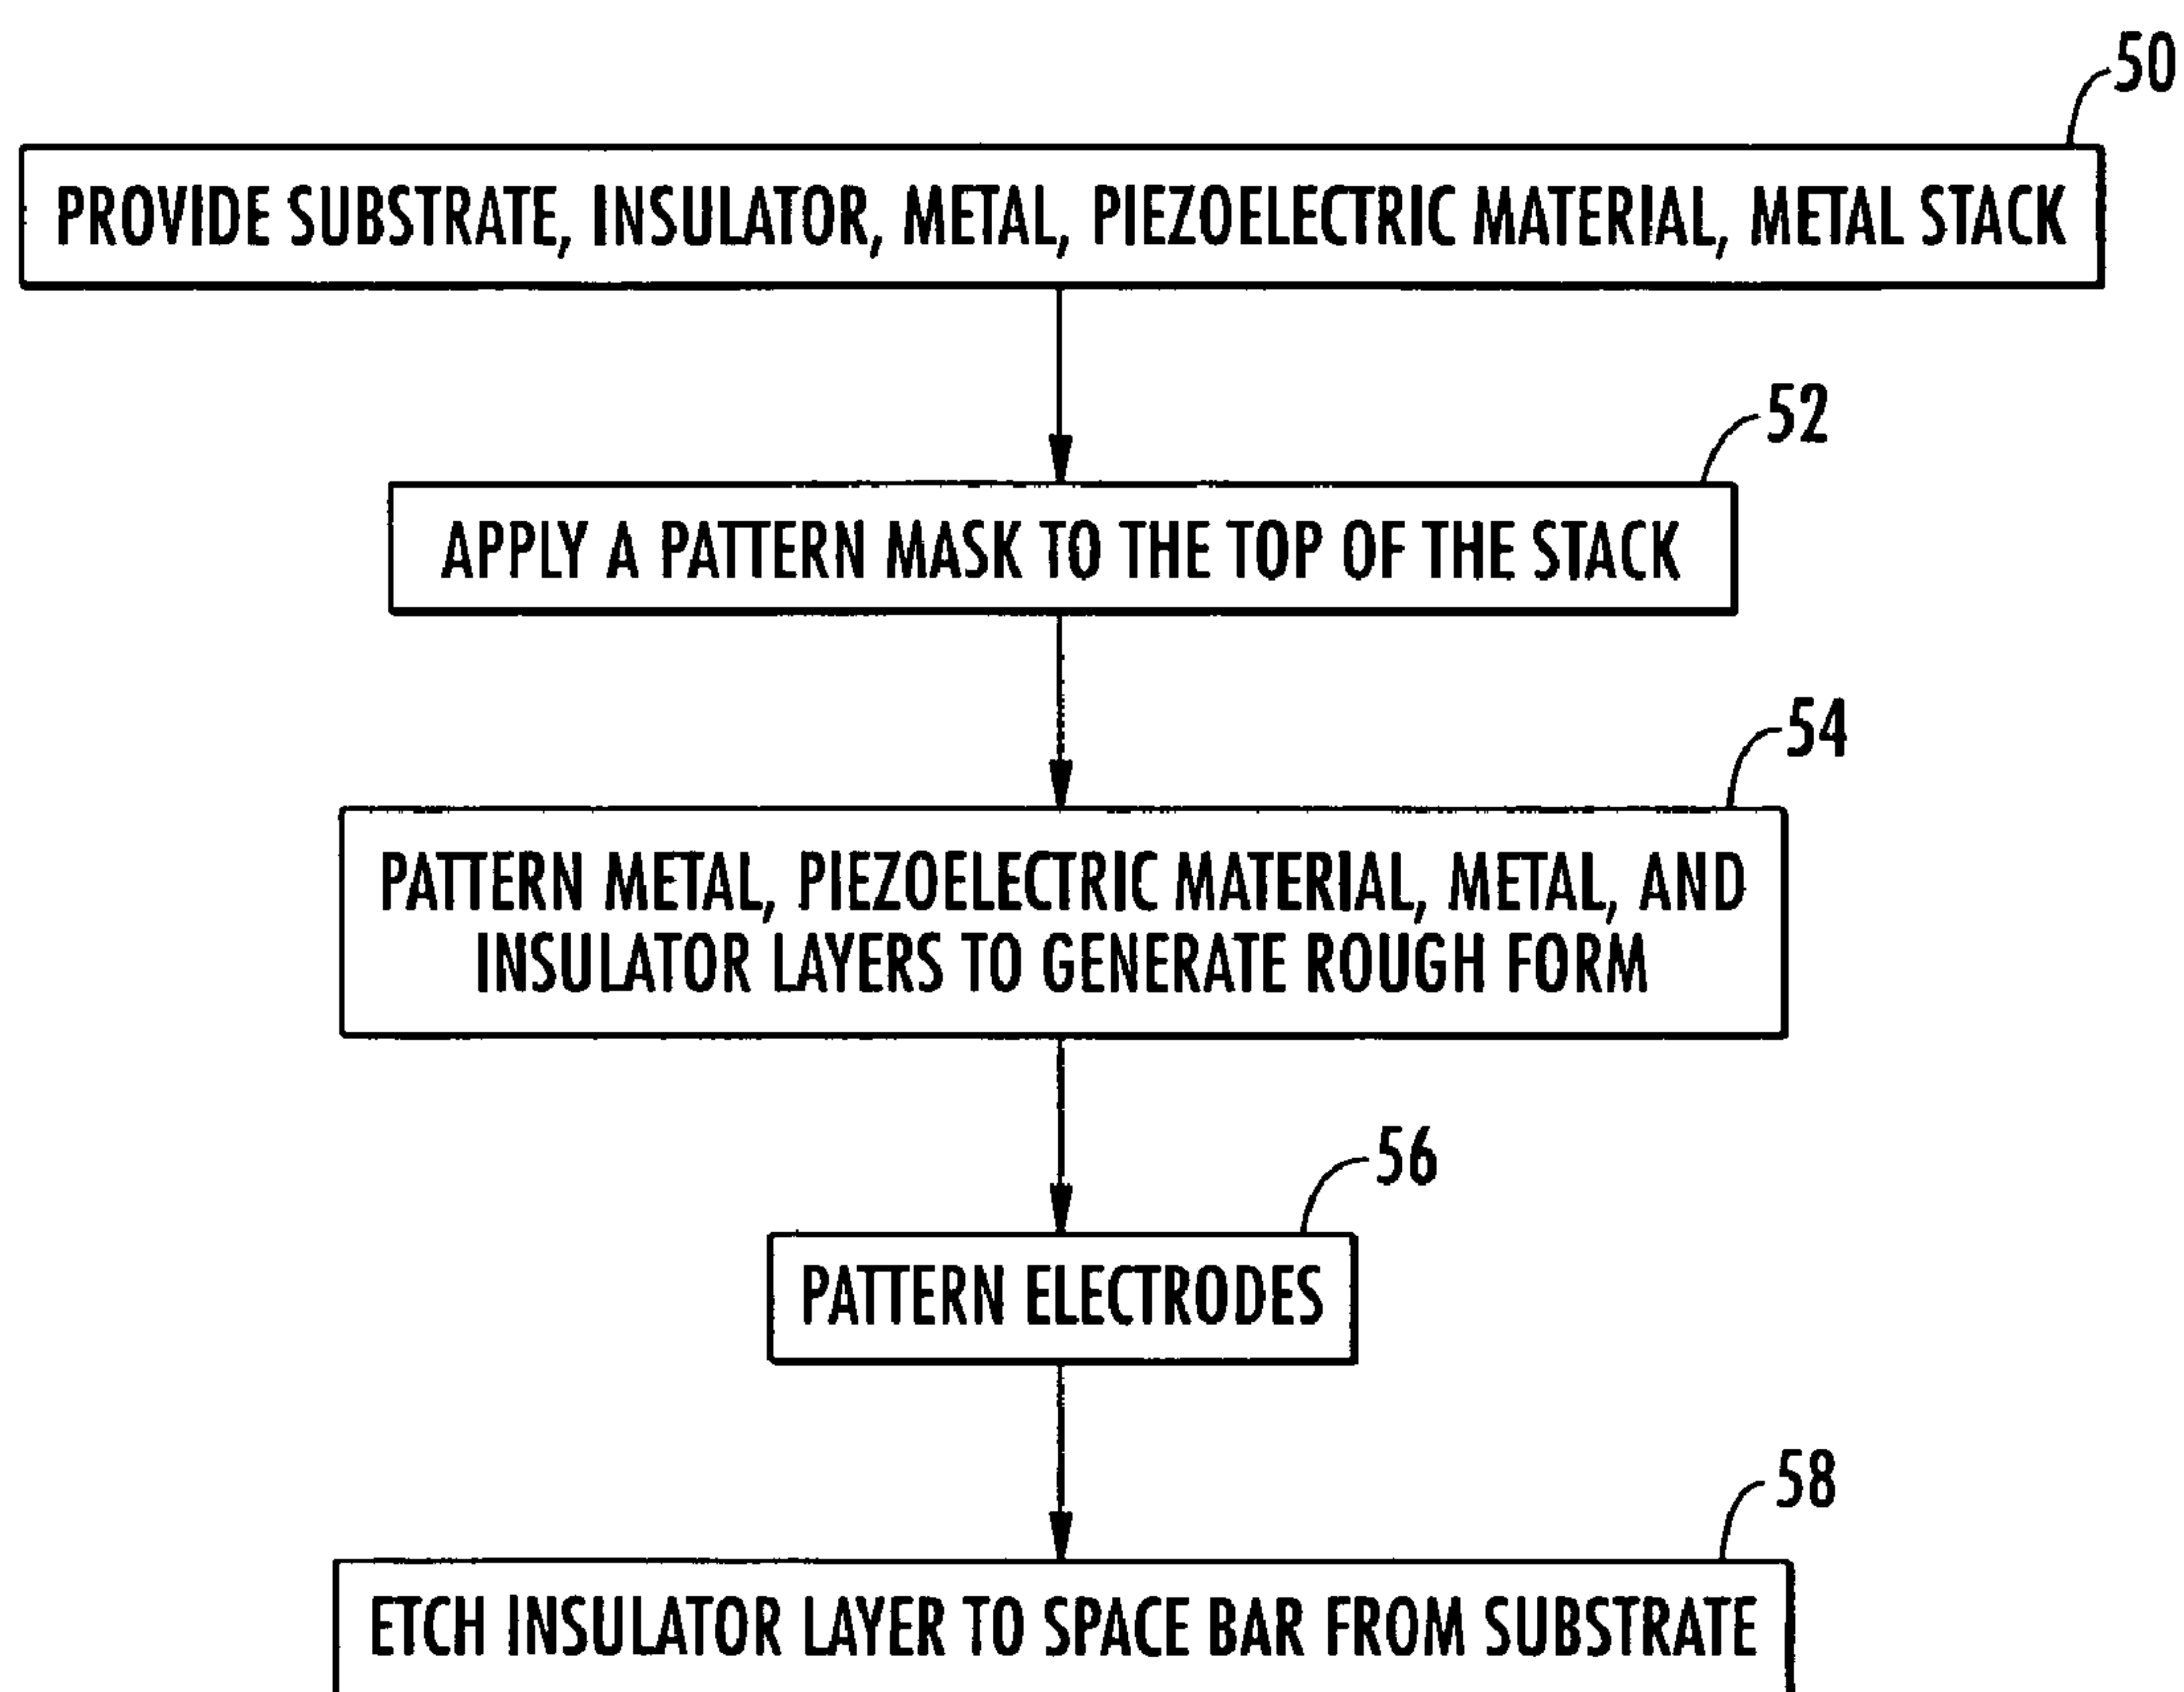 50
PROVIDE SUBSTRATE, INSULATOR, METAL, PIEZOELECTRIC MATERIAL, METAL STACK
52
APPLY A PATTERN MASK TO THE TOP OF THE STACK
54
PATTERN METAL, PIEZOELECTRIC MATERIAL, METAL, AND
INSULATOR LAYERS TO GENERATE ROUGH FORM
56
PATTERN ELECTRODES
58
ETCH INSULATOR LAYER TO SPACE BAR FROM SUBSTRATE